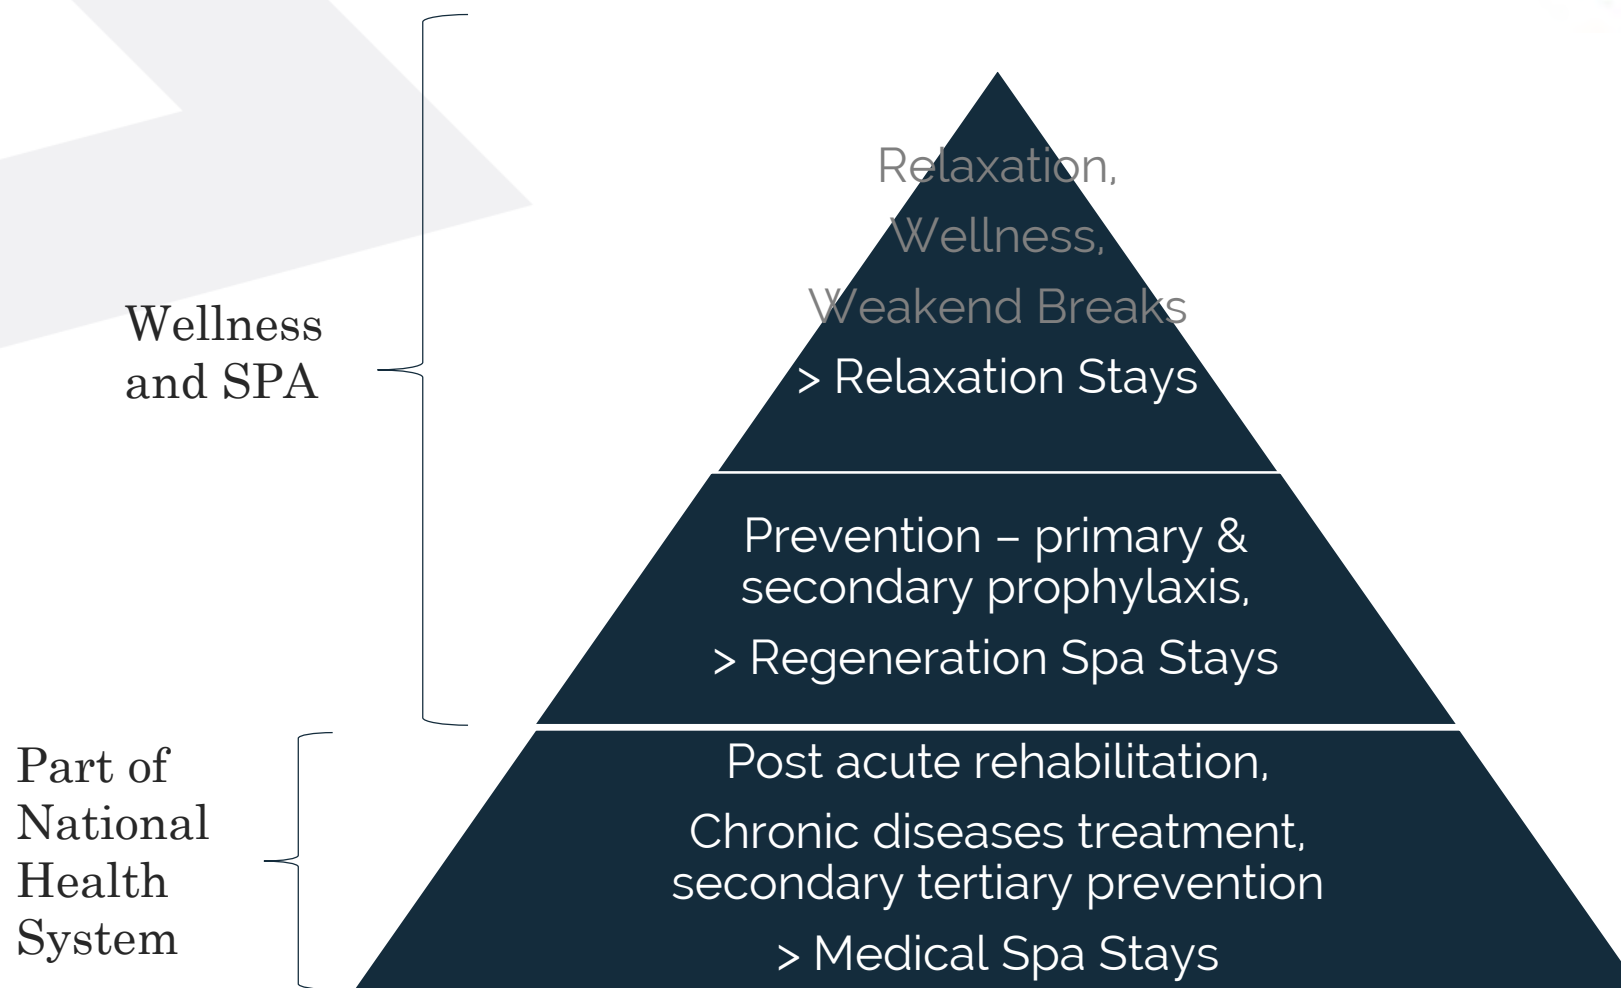 Relaxation,
Wellness,
Weakend Breaks
> Relaxation Stays
Wellness
and SPA
Prevention – primary &
secondary prophylaxis,
> Regeneration Spa Stays
Part of
National
Health
System
Post acute rehabilitation,
Chronic diseases treatment,
secondary tertiary prevention
> Medical Spa Stays